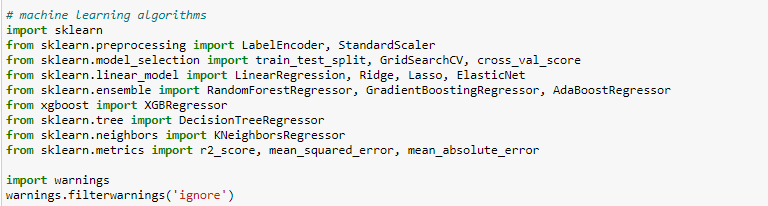 # machine learning algorithms
import sklearn
from sklearn.preprocessing import LabelEncoder, StandardScaler
from sklearn.model_selection import train_test_split, GridSearchCV, cross_val_score
from sklearn.linear_model import LinearRegression, Ridge, Lasso, ElasticNet
from sklearn.ensemble import RandomForestRegressor, GradientBoostingRegressor, AdaBoostRegressor
from xgboost import XGBRegressor
from sklearn.tree import DecisionTreeRegressor
from sklearn.neighbors import KNeighborsRegressor
from sklearn.metrics import r2_score, mean_squared_error, mean_absolute_error
import warnings
warnings.filterwarnings('ignore')